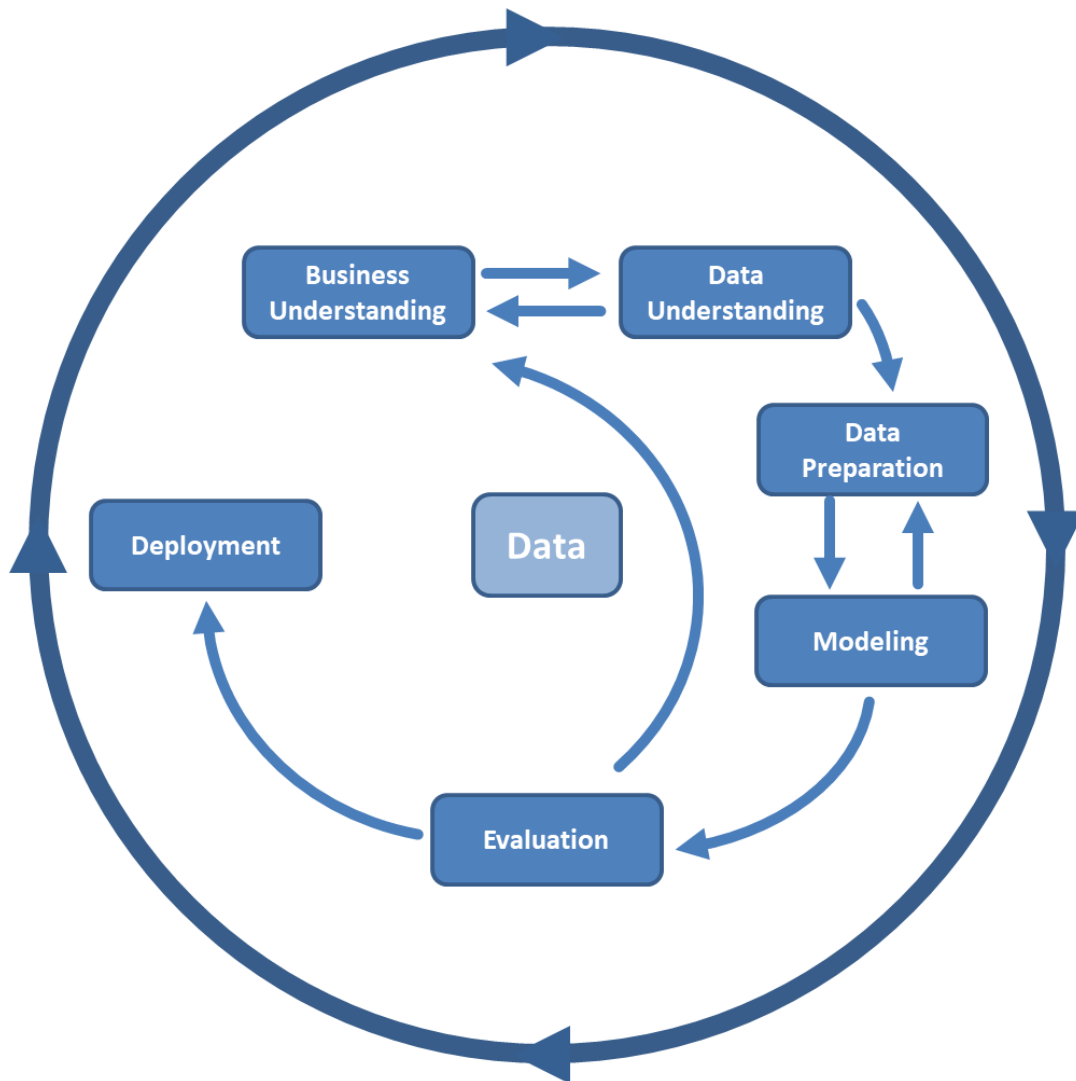 Business
Understanding
Data
Understanding
Data
Preparation
Deployment
Data
Modeling
Evaluation